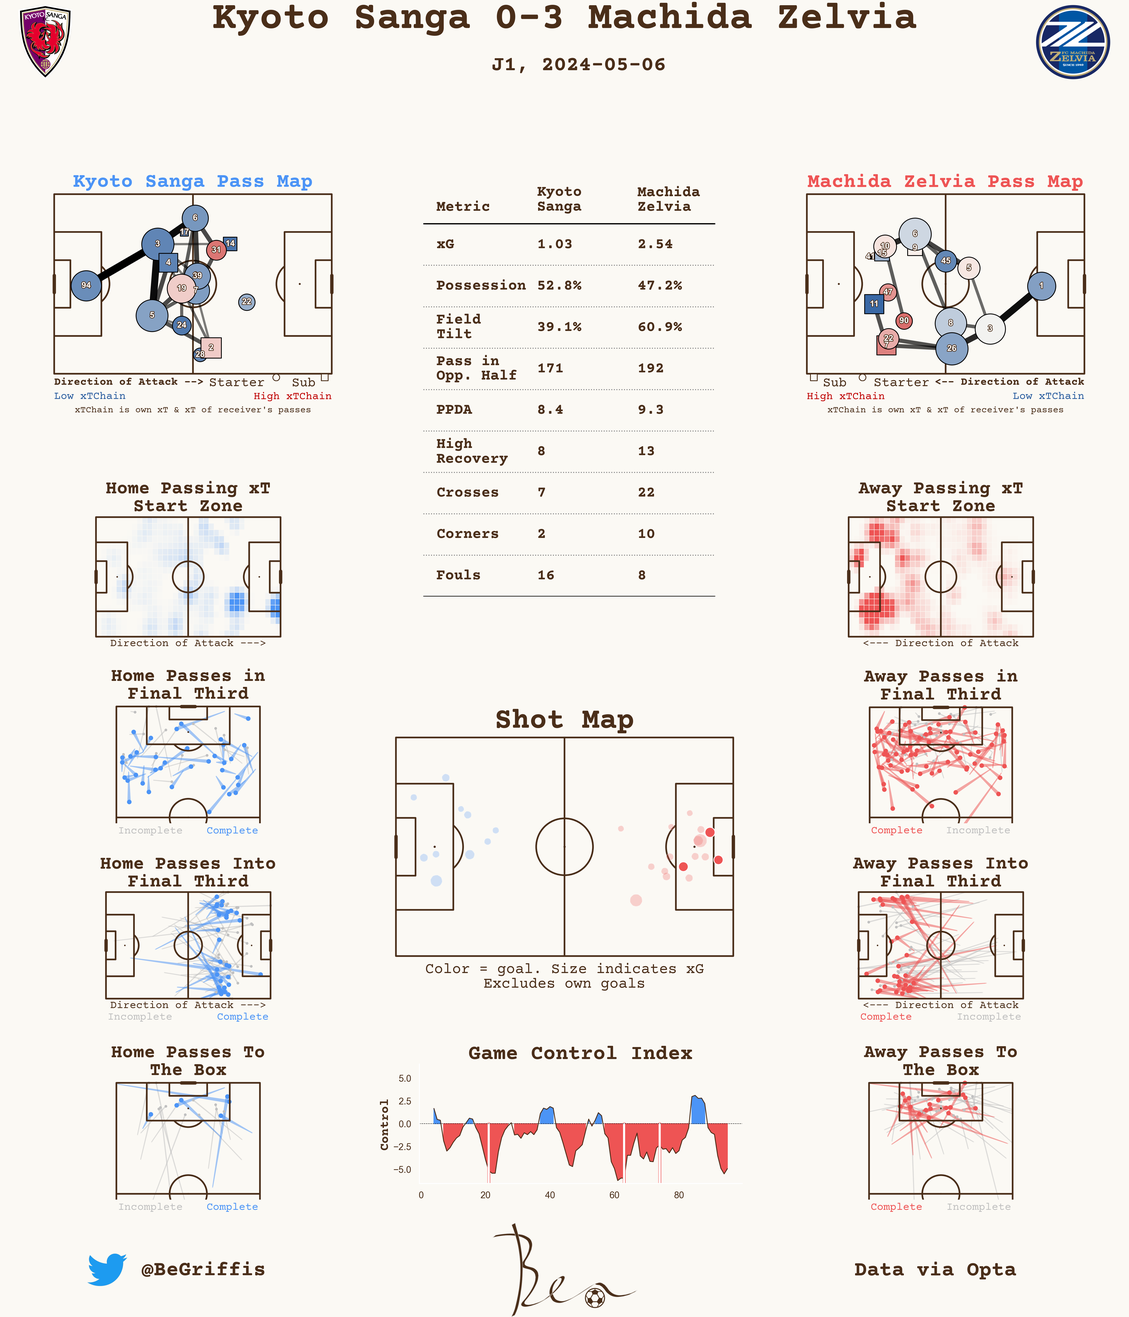 Kyoto Sanga 0-3 Machida Zelvia
J1, 2024-05-06
KYOTO SANGA
FC MACHIDA
ZELVIA
Kyoto Sanga Pass Map
6
17
3
14
31
4
39
94
19
22
5
24
2
28
Direction of Attack --> Starter Sub
Low xTChain High xTChain
xTChain is own xT & xT of receiver's passes
Metric Kyoto Sanga Machida Zelvia
xG 1.03 2.54
Possession 52.8% 47.2%
Field Tilt 39.1% 60.9%
Pass in Opp. Half 171 192
PPDA 8.4 9.3
High Recovery 8 13
Crosses 7 22
Corners 2 10
Fouls 16 8
Machida Zelvia Pass Map
6
10
9
45
5
1
47
11
90
8
3
22
7
26
Sub Starter <-- Direction of Attack
High xTChain Low xTChain
xTChain is own xT & xT of receiver's passes
Home Passing xT
Start Zone
Direction of Attack --->
Away Passing xT
Start Zone
<--- Direction of Attack
Home Passes in
Final Third
Incomplete Complete
Away Passes in
Final Third
Complete Incomplete
Shot Map
Color = goal. Size indicates xG
Excludes own goals
Home Passes Into
Final Third
Direction of Attack --->
Incomplete Complete
Away Passes Into
Final Third
<--- Direction of Attack
Complete Incomplete
Home Passes To
The Box
Incomplete Complete
Game Control Index
Control
5.0
2.5
0.0
−2.5
−5.0
0 20 40 60 80
Away Passes To
The Box
Complete Incomplete
@BeGriffis
Ben
Data via Opta